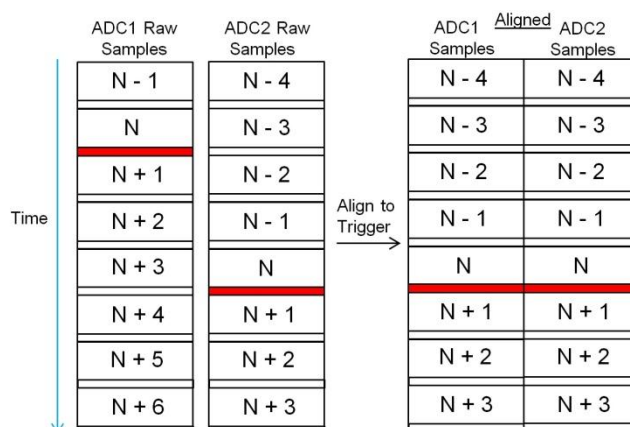 ADC1 Raw Samples
ADC2 Raw Samples
Aligned
ADC1 Samples
ADC2 Samples
N - 1 N - 4 N - 4 N - 4
N N - 3 N - 3 N - 3
N + 1 N - 2 N - 2 N - 2
Time
N + 2 N - 1 N - 1 N - 1
Align to
Trigger
N + 3 N N N
N + 4 N + 1 N + 1 N + 1
N + 5 N + 2 N + 2 N + 2
N + 6 N + 3 N + 3 N + 3